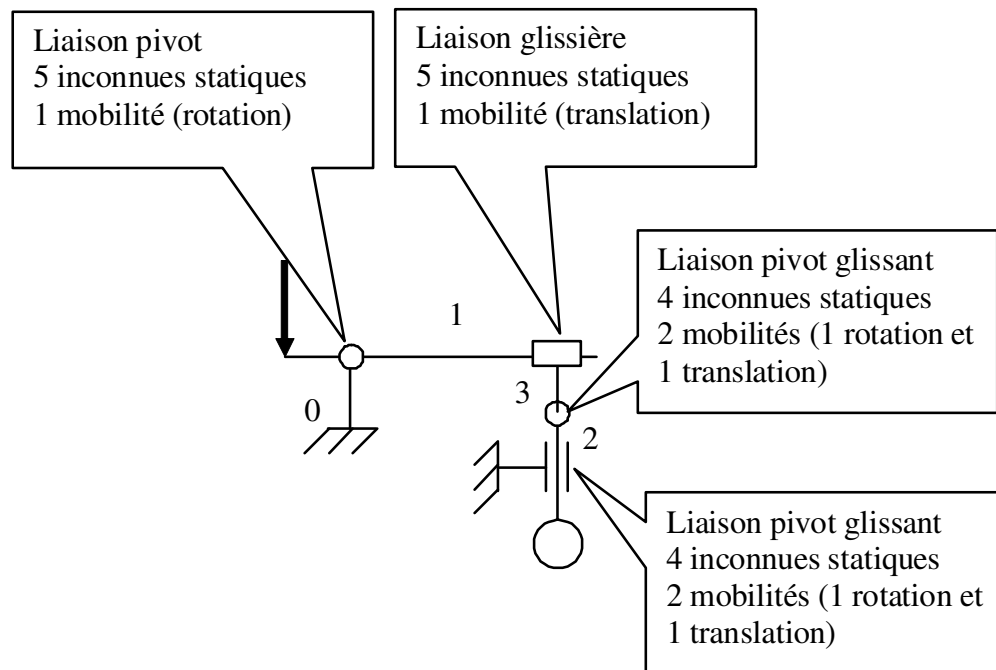 Liaison pivot
5 inconnues statiques
1 mobilité (rotation)
Liaison glissière
5 inconnues statiques
1 mobilité (translation)
Liaison pivot glissant
4 inconnues statiques
2 mobilités (1 rotation et
1 translation)
1
3
0
2
Liaison pivot glissant
4 inconnues statiques
2 mobilités (1 rotation et
1 translation)